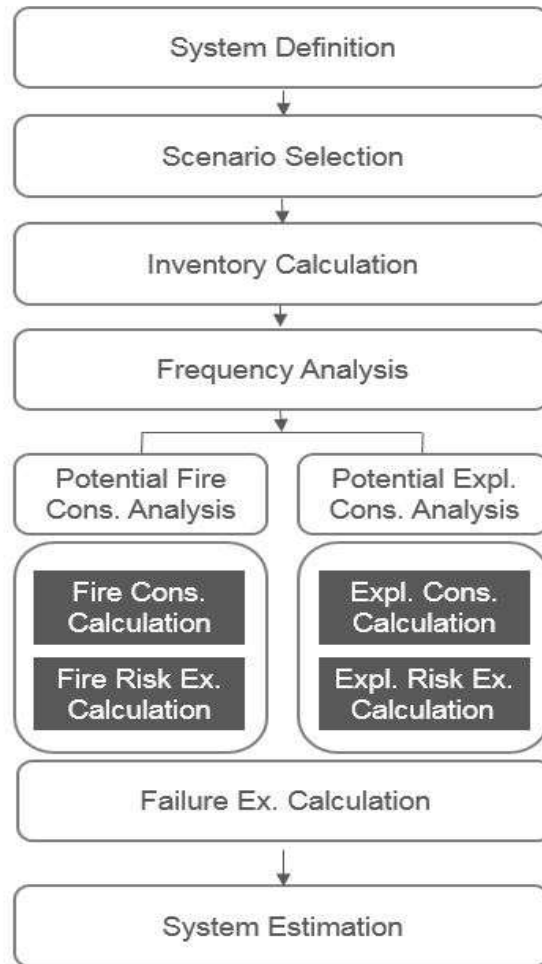 System Definition
Scenario Selection
Inventory Calculation
Frequency Analysis
Potential Fire
Cons. Analysis
Potential Expl.
Cons. Analysis
Fire Cons.
Calculation
Fire Risk Ex.
Calculation
Expl. Cons.
Calculation
Expl. Risk Ex.
Calculation
Failure Ex. Calculation
System Estimation